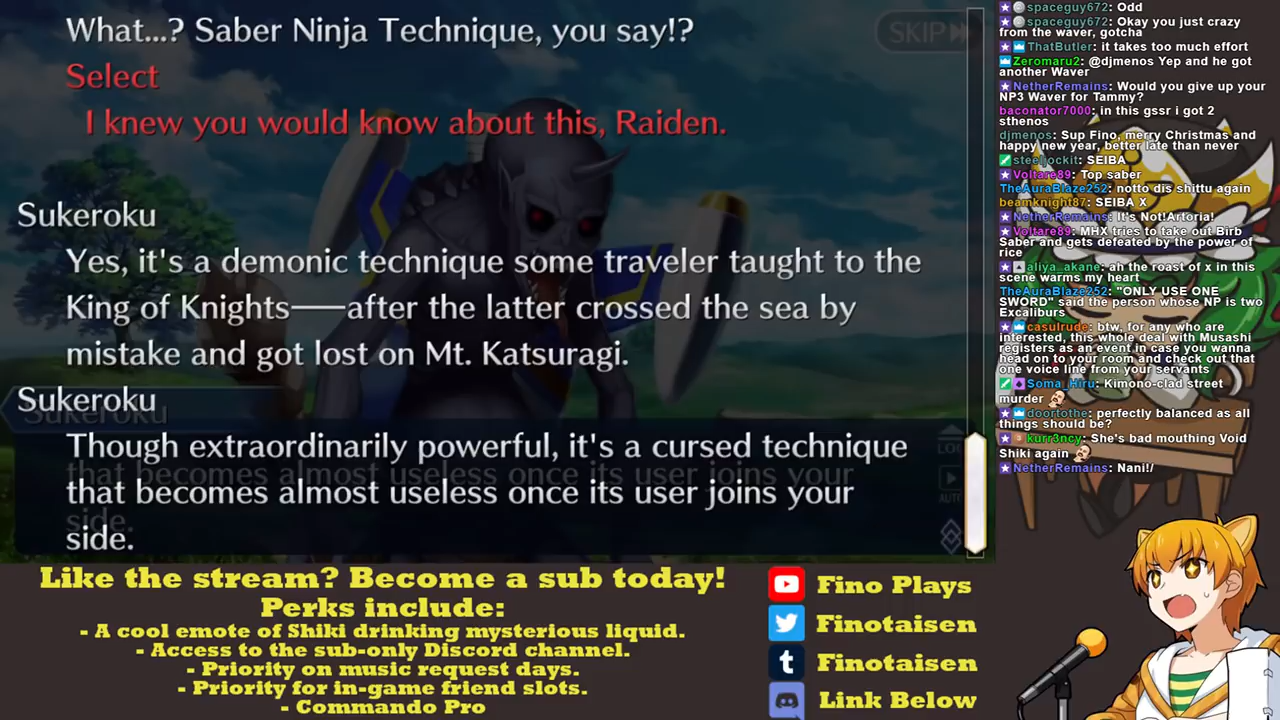 What...? Saber Ninja Technique, you say!?
SKIP
Select
I knew you would know about this, Raiden.
Sukeroku
Yes, it's a demonic technique some traveler taught to the
King of Knights——after the latter crossed the sea by
mistake and got lost on Mt. Katsuragi.
Sukeroku
Though extraordinarily powerful, it's a cursed technique
that becomes almost useless once its user joins your
side.
LOG
AUTO
Like the stream? Become a sub today!
Perks include:
- A cool emote of Shiki drinking mysterious liquid.
- Access to the sub-only Discord channel.
- Priority on music request days.
- Priority for in-game friend slots.
- Commando Pro
Fino Plays
Finotaisen
Finotaisen
Link Below
spaceguy672: Odd
spaceguy672: Okay you just crazy
from the waver, gotcha
ThatButler: it takes too much effort
Zeromaru2: @djmenos Yep and he got
another Waver
NetherRemains: Would you give up your
NP3 Waver for Tammy?
baconator7000: in this gssr i got 2
sthenos
djmenos: Sup Fino, merry Christmas and
happy new year, better late than never
steelockit: SEIBA
Voltare89: Top saber
TheAuraBlaze252: notto dis shittu again
beamknight87: SEIBA X
NetherRemains: It's Not!Artoria!
Voltare89: MHX tries to take out Birb
Saber and gets defeated by the power of
rice
aliya_akane: ah the roast of x in this
scene warms my heart
TheAuraBlaze252: "ONLY USE ONE
SWORD" said the person whose NP is two
Excaliburs
casulrude: btw, for any who are
interested, this whole deal with Musashi
registers as an event in case you wanna
head on to your room and check out that
one voice line from your servants
Soma_Hiru: Kimono-clad street
murder
doortothe: perfectly balanced as all
things should be?
kurr3ncy: She's bad mouthing Void
Shiki again
NetherRemains: Nani!/